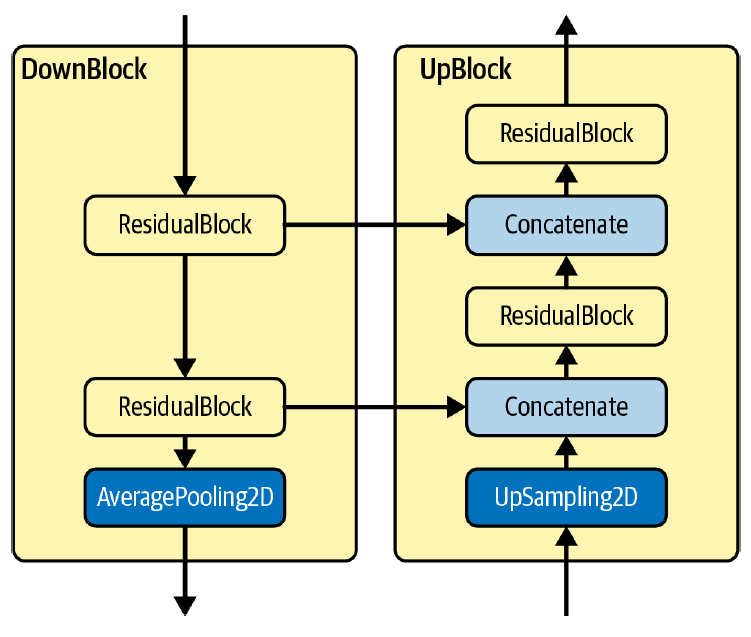 DownBlock
ResidualBlock
ResidualBlock
AveragePooling2D
UpBlock
ResidualBlock
Concatenate
ResidualBlock
Concatenate
UpSampling2D